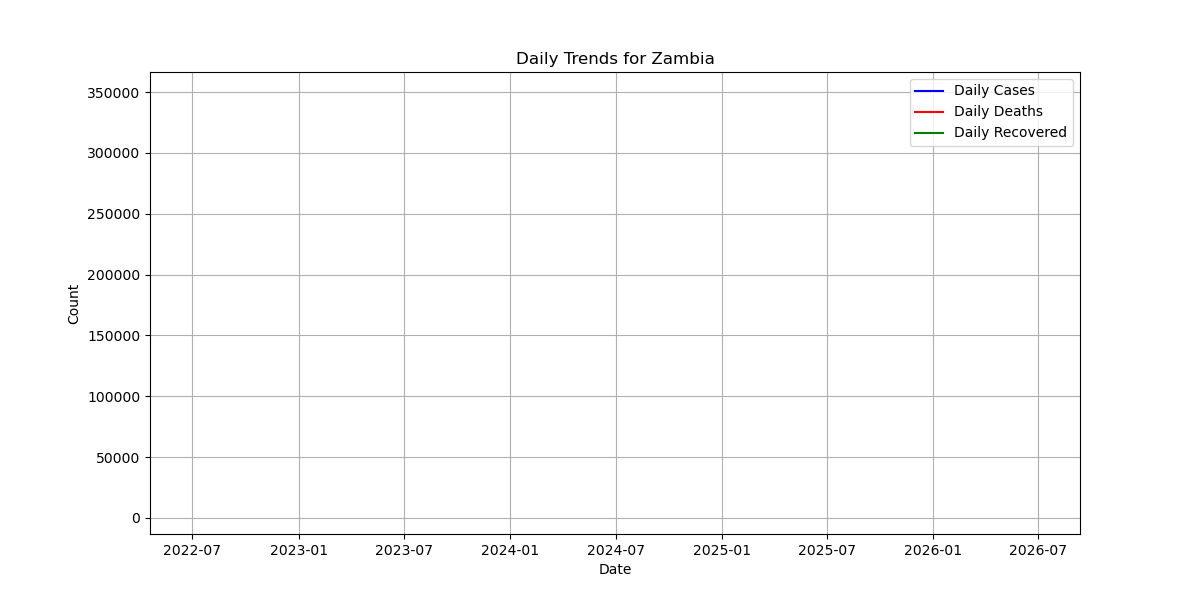 Daily Trends for Zambia
Daily Cases
Daily Deaths
Daily Recovered
350000
300000
250000
200000
150000
100000
50000
0
Count
2022-07 2023-01 2023-07 2024-01 2024-07 2025-01 2025-07 2026-01 2026-07
Date